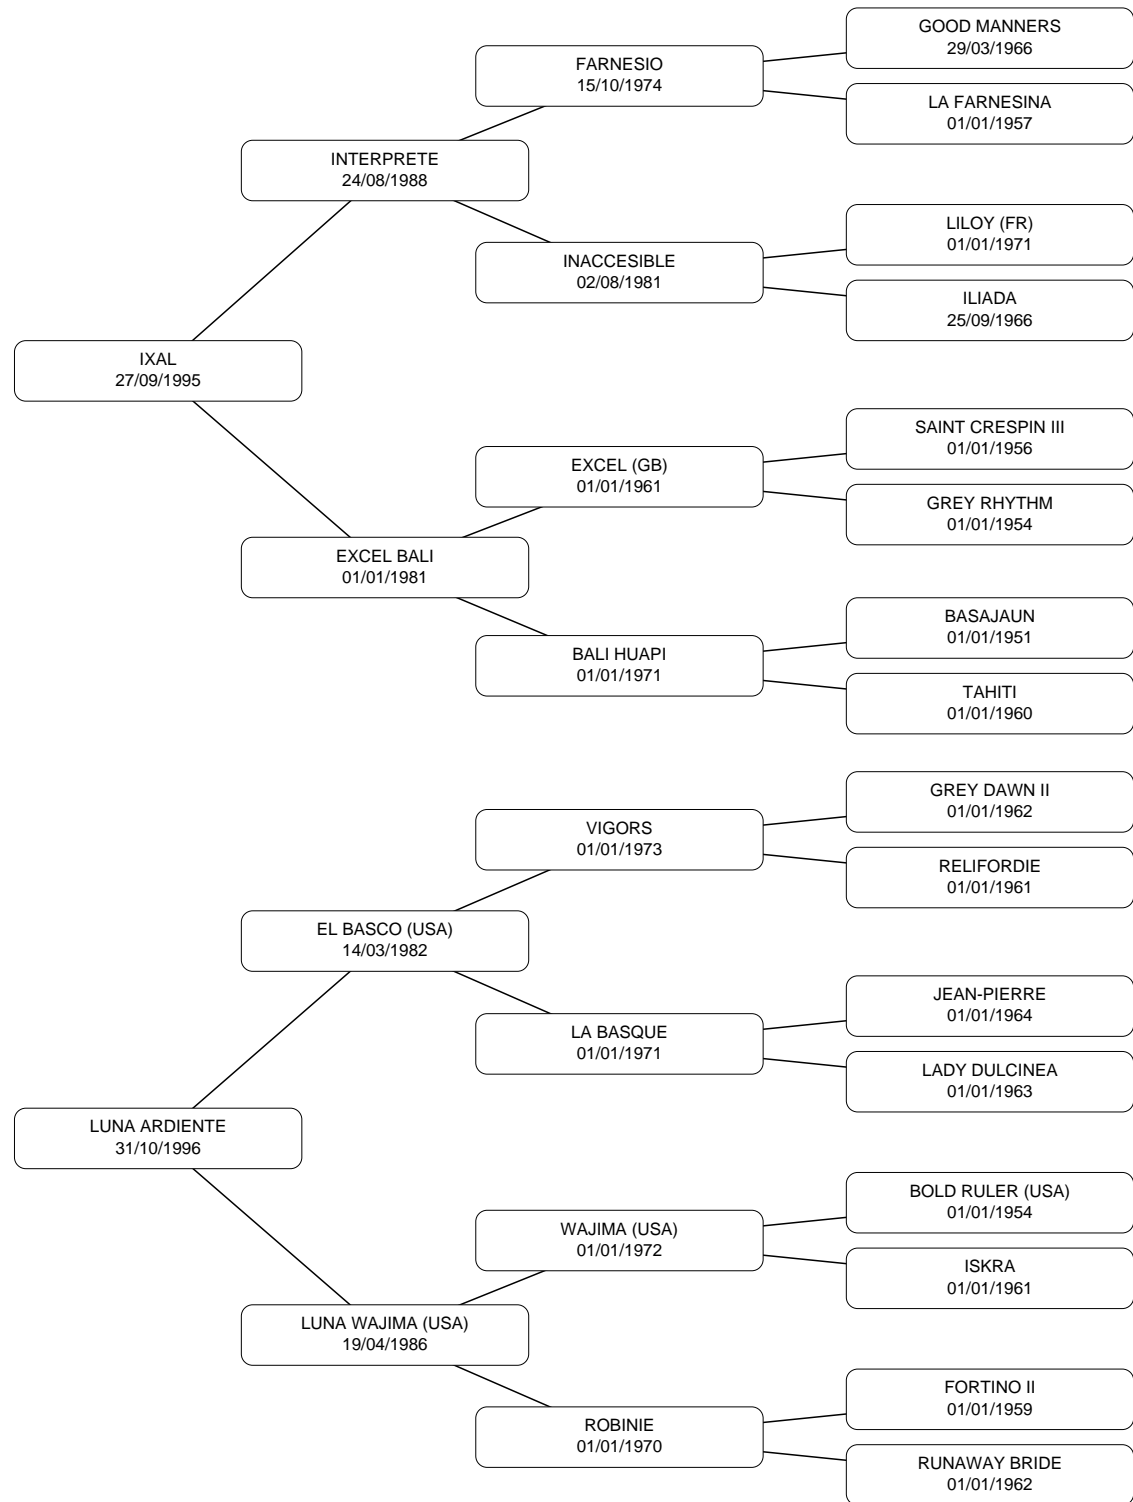 GOOD MANNERS
29/03/1966
FARNESIO
15/10/1974
LA FARNESINA
01/01/1957
INTERPRETE
24/08/1988
LILOY (FR)
01/01/1971
INACCESIBLE
02/08/1981
ILIADA
25/09/1966
IXAL
27/09/1995
SAINT CRESPIN III
01/01/1956
EXCEL (GB)
01/01/1961
GREY RHYTHM
01/01/1954
EXCEL BALI
01/01/1981
BASAJAUN
01/01/1951
BALI HUAPI
01/01/1971
TAHITI
01/01/1960
GREY DAWN II
01/01/1962
VIGORS
01/01/1973
RELIFORDIE
01/01/1961
EL BASCO (USA)
14/03/1982
JEAN-PIERRE
01/01/1964
LA BASQUE
01/01/1971
LADY DULCINEA
01/01/1963
LUNA ARDIENTE
31/10/1996
BOLD RULER (USA)
01/01/1954
WAJIMA (USA)
01/01/1972
ISKRA
01/01/1961
LUNA WAJIMA (USA)
19/04/1986
FORTINO II
01/01/1959
ROBINIE
01/01/1970
RUNAWAY BRIDE
01/01/1962